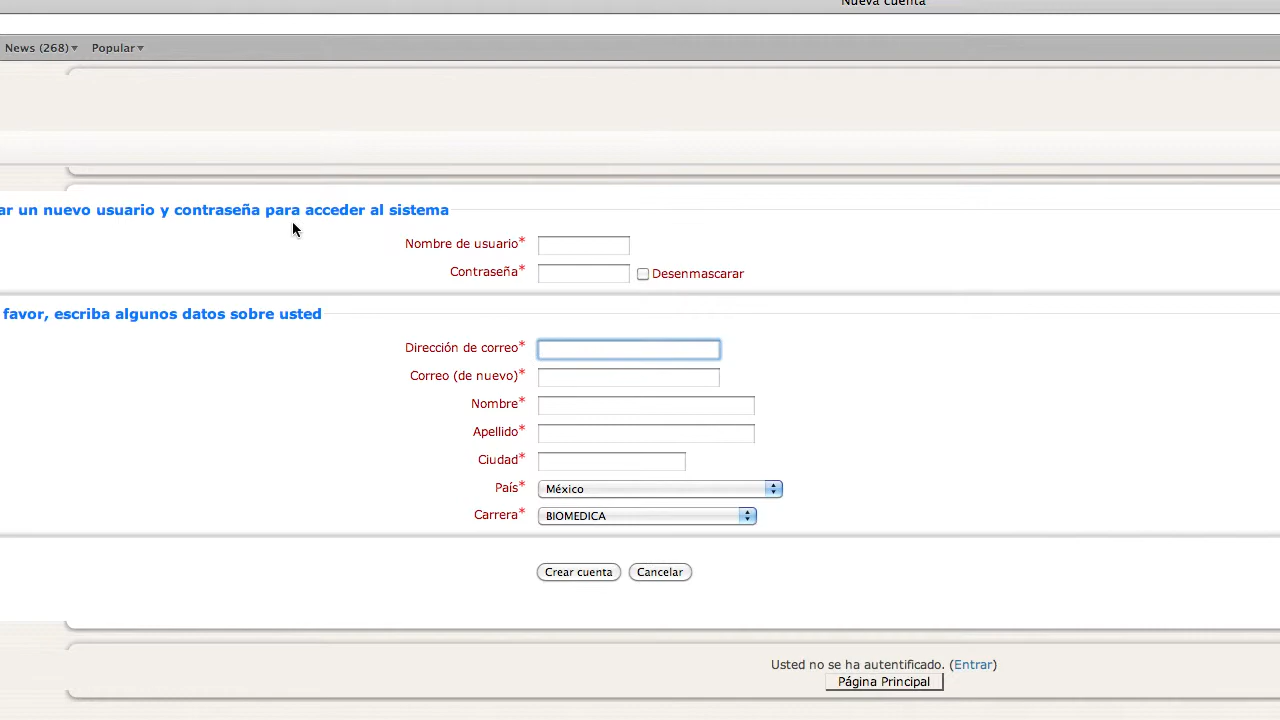 Nueva cuenta
News (268) Popular
ar un nuevo usuario y contraseña para acceder al sistema
Nombre de usuario*
Contraseña* Desenmascarar
favor, escriba algunos datos sobre usted
Dirección de correo*
Correo (de nuevo)*
Nombre*
Apellido*
Ciudad*
País* México
Carrera* BIOMEDICA
Crear cuenta Cancelar
Usted no se ha autentificado. (Entrar)
Página Principal